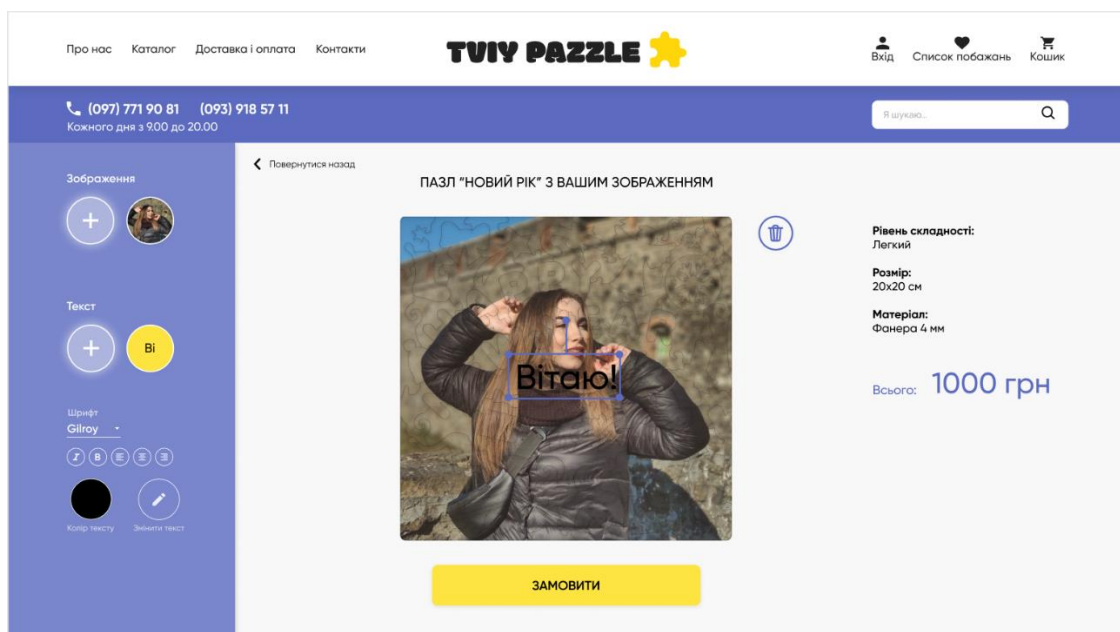 Про нас Каталог Доставка і оплата Контакти
TVIY PAZZLE
Вхід Список побажань Кошик
(097) 771 90 81 (093) 918 57 11
Кожного дня з 9.00 до 20.00
Я шукаю...
Зображення
Текст
Ві
Шрифт
Gilroy
I B
Колір тексту Змінити текст
Повернутися назад
ПАЗЛ "НОВИЙ РІК" З ВАШИМ ЗОБРАЖЕННЯМ
Вітаю!
ЗАМОВИТИ
Рівень складності:
Легкий
Розмір:
20х20 см
Матеріал:
Фанера 4 мм
Всього: 1000 грн